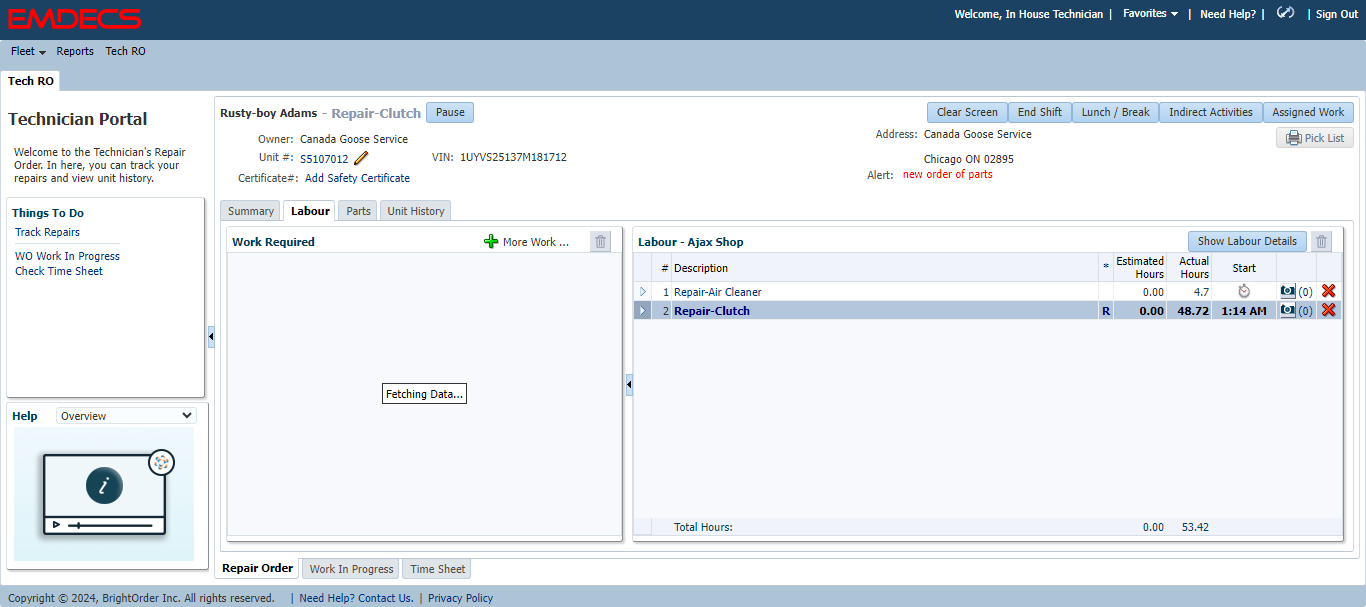 EMDECS
Welcome, In House Technician | Favorites | Need Help? | | Sign Out
Fleet Reports Tech RO
Tech RO
Technician Portal
Welcome to the Technician's Repair
Order. In here, you can track your
repairs and view unit history.
Things To Do
Track Repairs
WO Work In Progress
Check Time Sheet
Help Overview
i
Rusty-boy Adams - Repair-Clutch Pause
Clear Screen End Shift Lunch / Break Indirect Activities Assigned Work
Pick List
Owner: Canada Goose Service
Unit #: S5107012 VIN: 1UYVS25137M181712
Certificate#: Add Safety Certificate
Address: Canada Goose Service
Chicago ON 02895
Alert: new order of parts
Summary Labour Parts Unit History
Work Required More Work ...
Fetching Data...
Labour - Ajax Shop Show Labour Details
# Description * Estimated Hours Actual Hours Start
1 Repair-Air Cleaner 0.00 4.7 (0)
2 Repair-Clutch R 0.00 48.72 1:14 AM (0)
Total Hours: 0.00 53.42
Repair Order Work In Progress Time Sheet
Copyright © 2024, BrightOrder Inc. All rights reserved. | Need Help? Contact Us. | Privacy Policy